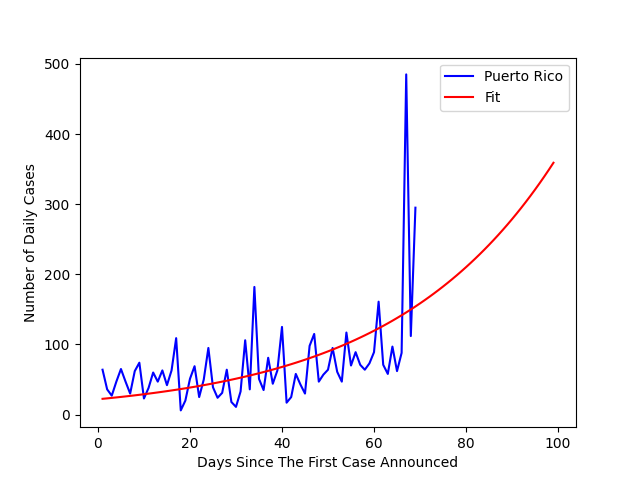 500
400
300
200
100
0
Number of Daily Cases
Puerto Rico
Fit
0 20 40 60 80 100
Days Since The First Case Announced